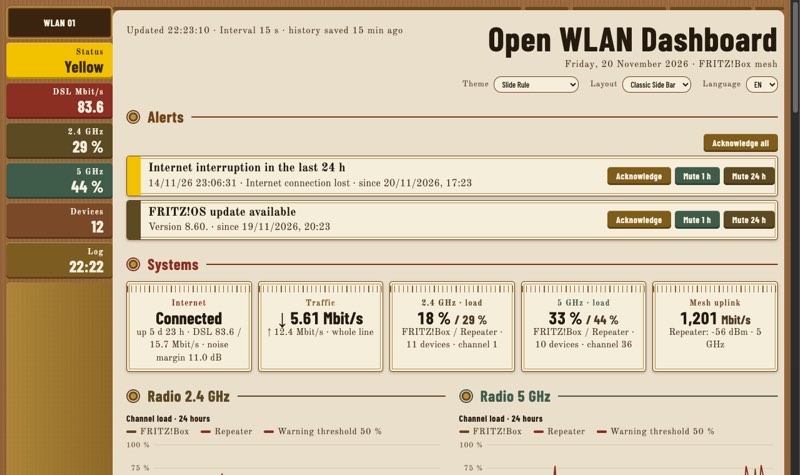 WLAN 01
Status
Yellow
DSL Mbit/s
83.6
2.4 GHz
29 %
5 GHz
44 %
Devices
12
Log
22:22
Updated 22:23:10 · Interval 15 s · history saved 15 min ago
Open WLAN Dashboard
Friday, 20 November 2026 · FRITZ!Box mesh
Theme Slide Rule Layout Classic Side Bar Language EN
Alerts
Acknowledge all
Internet interruption in the last 24 h
14/11/26 23:06:31 · Internet connection lost · since 20/11/2026, 17:23
Acknowledge Mute 1 h Mute 24 h
FRITZ!OS update available
Version 8.60. · since 19/11/2026, 20:23
Acknowledge Mute 1 h Mute 24 h
Systems
Internet
Connected
up 5 d 23 h · DSL 83.6 /
15.7 Mbit/s · noise
margin 11.0 dB
Traffic
↓ 5.61 Mbit/s
↑ 12.4 Mbit/s · whole line
2.4 GHz · load
18 % / 29 %
FRITZ!Box / Repeater ·
11 devices · channel 1
5 GHz · load
33 % / 44 %
FRITZ!Box / Repeater ·
10 devices · channel 36
Mesh uplink
1,201 Mbit/s
Repeater: -56 dBm · 5
GHz
Radio 2.4 GHz
Channel load · 24 hours
FRITZ!Box Repeater Warning threshold 50 %
100 %
75 %
Radio 5 GHz
Channel load · 24 hours
FRITZ!Box Repeater Warning threshold 50 %
100 %
75 %